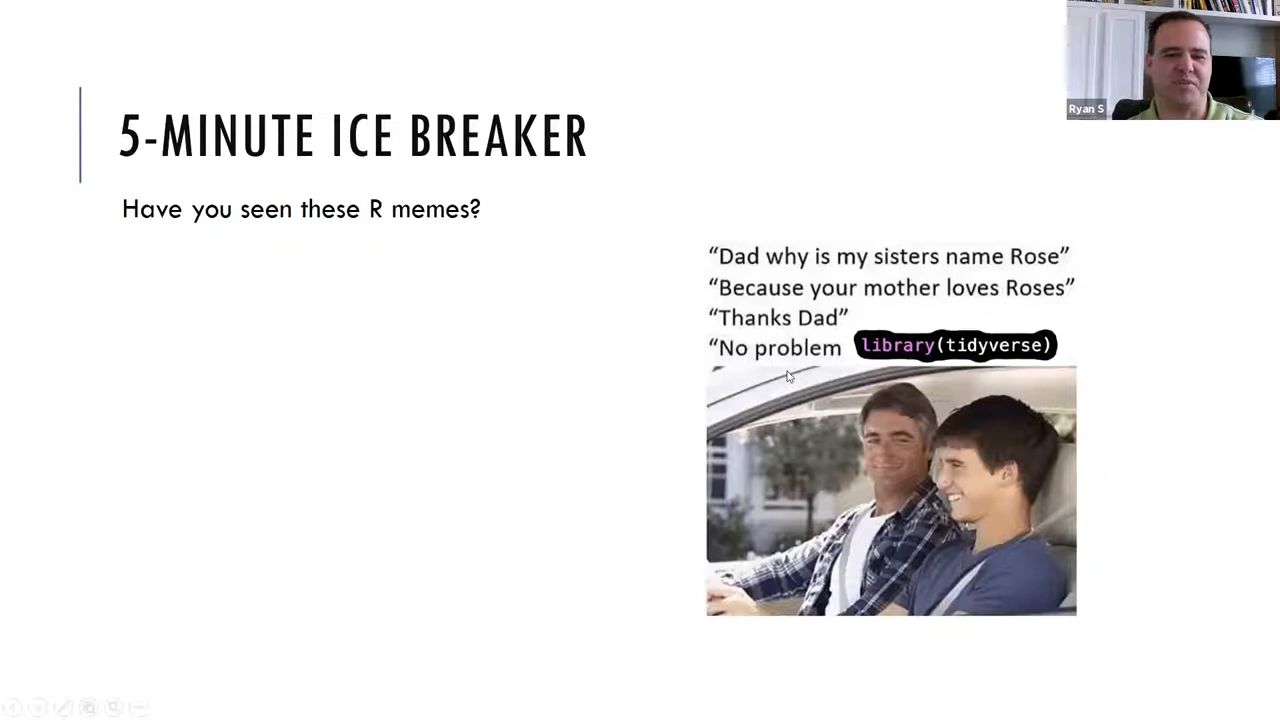 Ryan S
5-MINUTE ICE BREAKER
Have you seen these R memes?
“Dad why is my sisters name Rose”
“Because your mother loves Roses”
“Thanks Dad”
“No problem library(tidyverse)